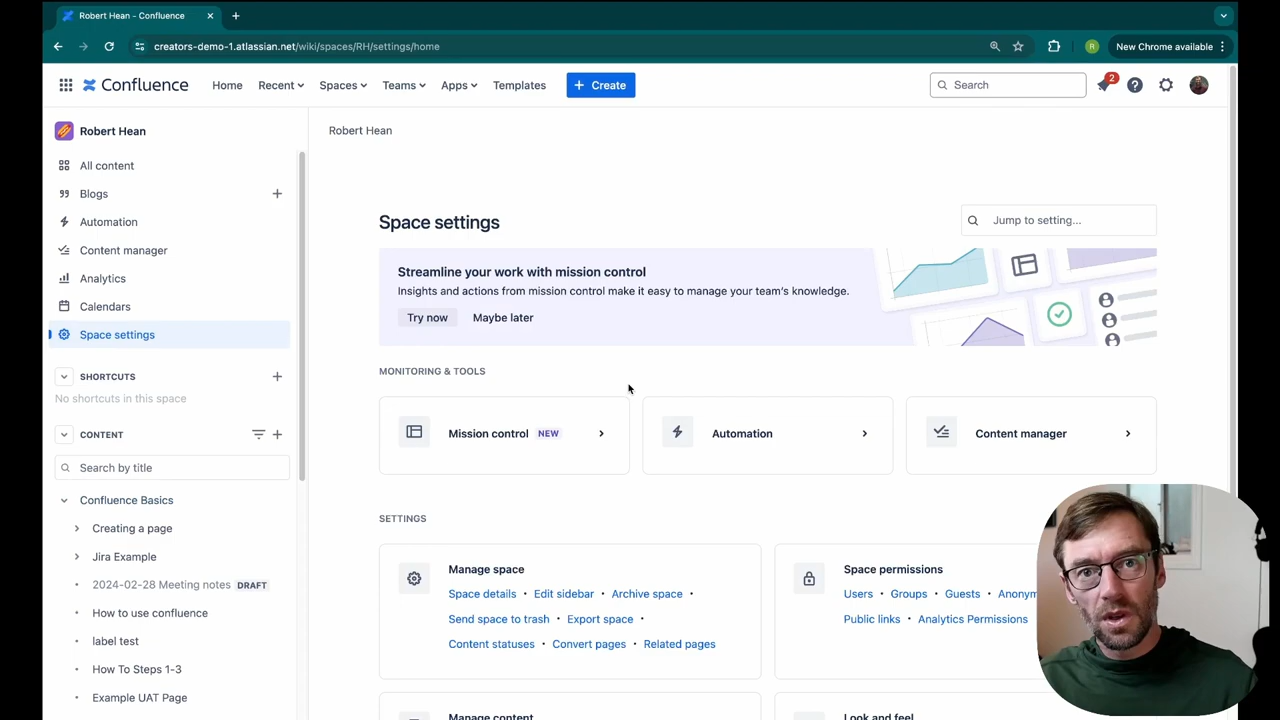 Robert Hean - Confluence
creators-demo-1.atlassian.net/wiki/spaces/RH/settings/home
R
New Chrome available
Confluence
Home
Recent
Spaces
Teams
Apps
Templates
+ Create
Search
2
Robert Hean
All content
Blogs
Automation
Content manager
Analytics
Calendars
Space settings
SHORTCUTS
No shortcuts in this space
CONTENT
Search by title
Confluence Basics
Creating a page
Jira Example
2024-02-28 Meeting notes DRAFT
How to use confluence
label test
How To Steps 1-3
Example UAT Page
Robert Hean
Space settings
Jump to setting...
Streamline your work with mission control
Insights and actions from mission control make it easy to manage your team's knowledge.
Try now
Maybe later
MONITORING & TOOLS
Mission control NEW
Automation
Content manager
SETTINGS
Manage space
Space details • Edit sidebar • Archive space •
Send space to trash • Export space •
Content statuses • Convert pages • Related pages
Space permissions
Users • Groups • Guests • Anonym
Public links • Analytics Permissions
Manage content
Look and feel